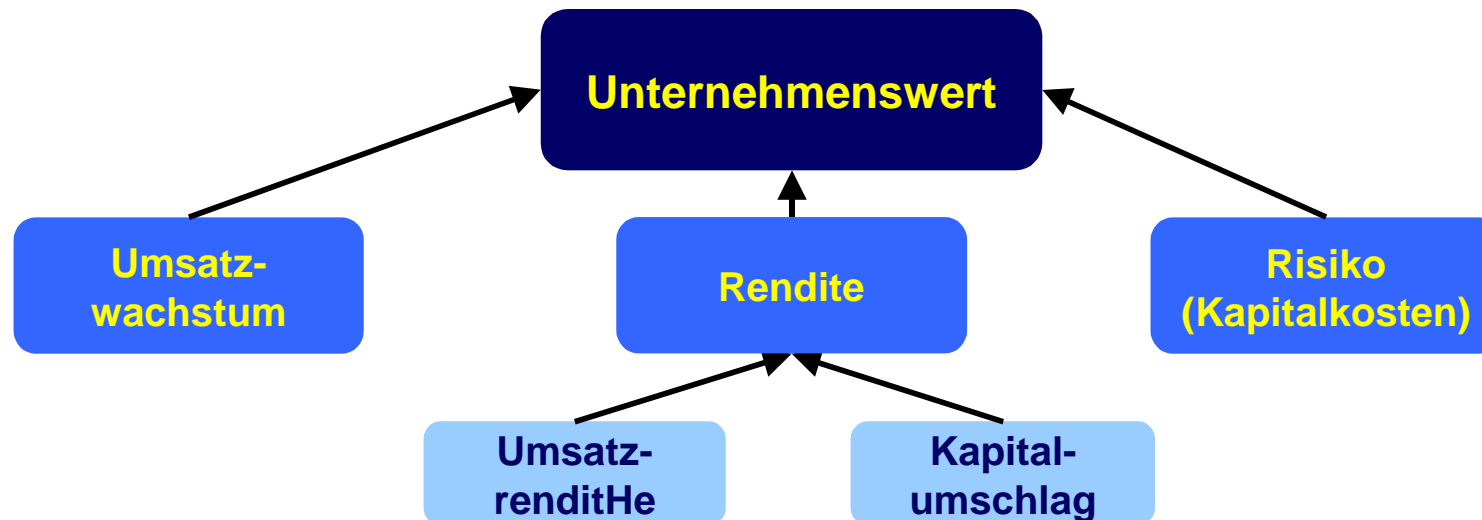 Unternehmenswert
Umsatz-
wachstum
Rendite
Risiko
(Kapitalkosten)
Umsatz-
renditHe
Kapital-
umschlag